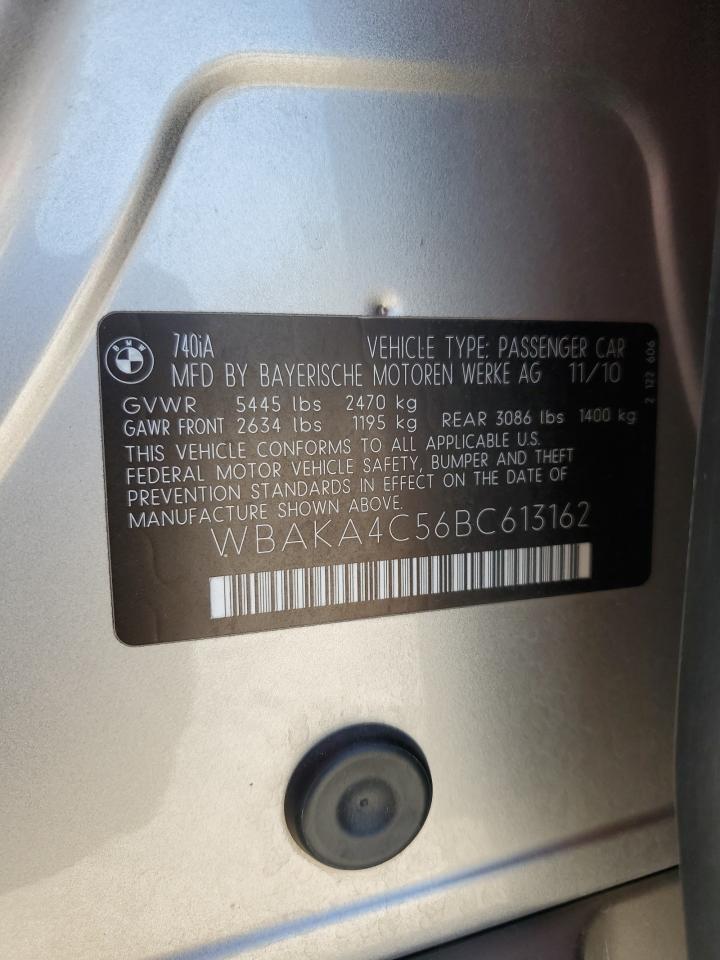 BMW
740iA VEHICLE TYPE: PASSENGER CAR
MFD BY BAYERISCHE MOTOREN WERKE AG 11/10
GVWR 5445 lbs 2470 kg
GAWR FRONT 2634 lbs 1195 kg REAR 3086 lbs 1400 kg
THIS VEHICLE CONFORMS TO ALL APPLICABLE U.S.
FEDERAL MOTOR VEHICLE SAFETY, BUMPER AND THEFT
PREVENTION STANDARDS IN EFFECT ON THE DATE OF
MANUFACTURE SHOWN ABOVE.
WBAKA4C56BC613162
2 122 606